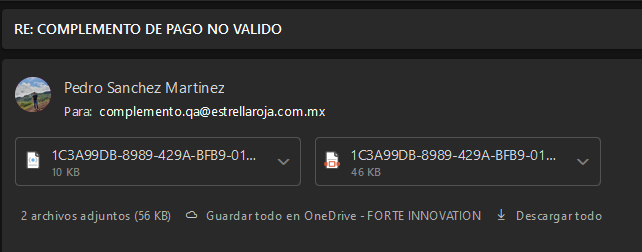 RE: COMPLEMENTO DE PAGO NO VALIDO
Pedro Sanchez Martinez
Para: complemento.qa@estrellaroja.com.mx
1C3A99DB-8989-429A-BFB9-01...
10 KB
1C3A99DB-8989-429A-BFB9-01...
46 KB
2 archivos adjuntos (56 KB) Guardar todo en OneDrive - FORTE INNOVATION Descargar todo